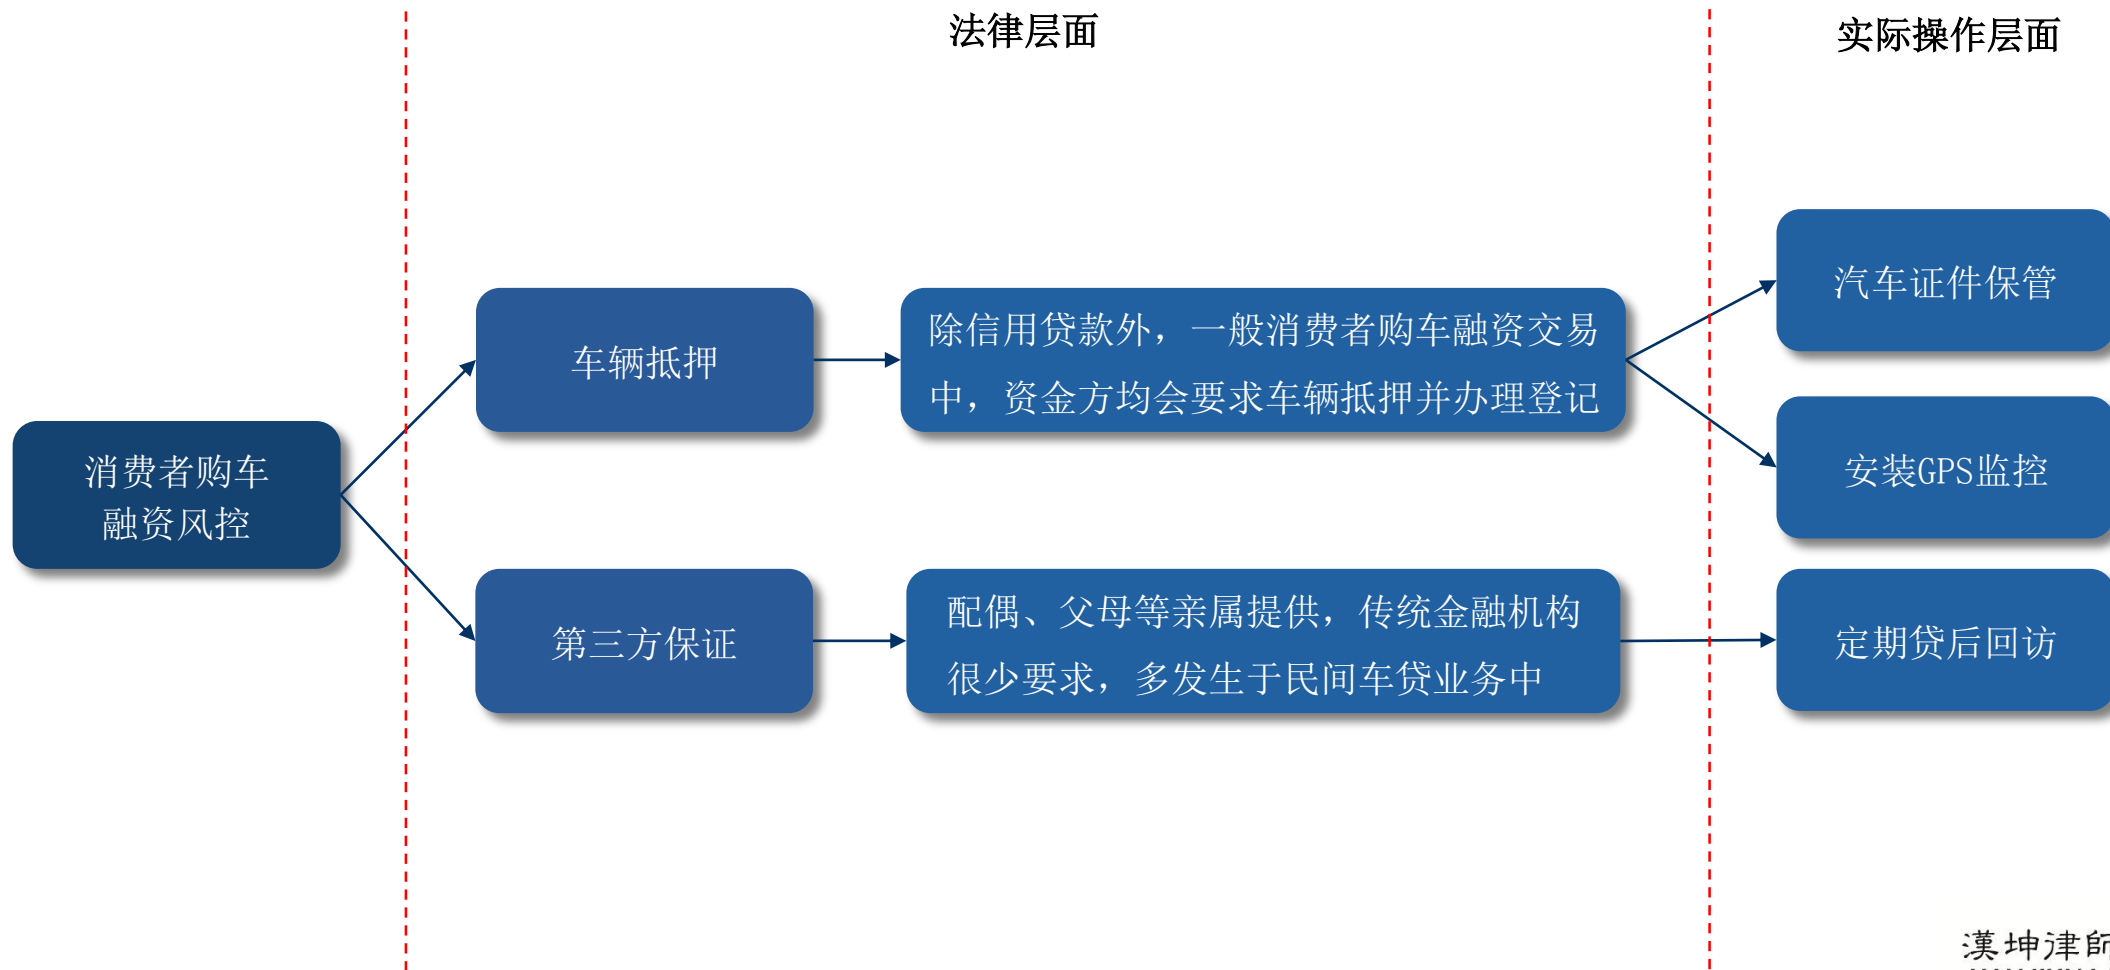 法律层面
实际操作层面
汽车证件保管
车辆抵押
除信用贷款外，一般消费者购车融资交易
中，资金方均会要求车辆抵押并办理登记
消费者购车
融资风控
安装GPS监控
第三方保证
配偶、父母等亲属提供，传统金融机构
很少要求，多发生于民间车贷业务中
定期贷后回访
漢坤律師